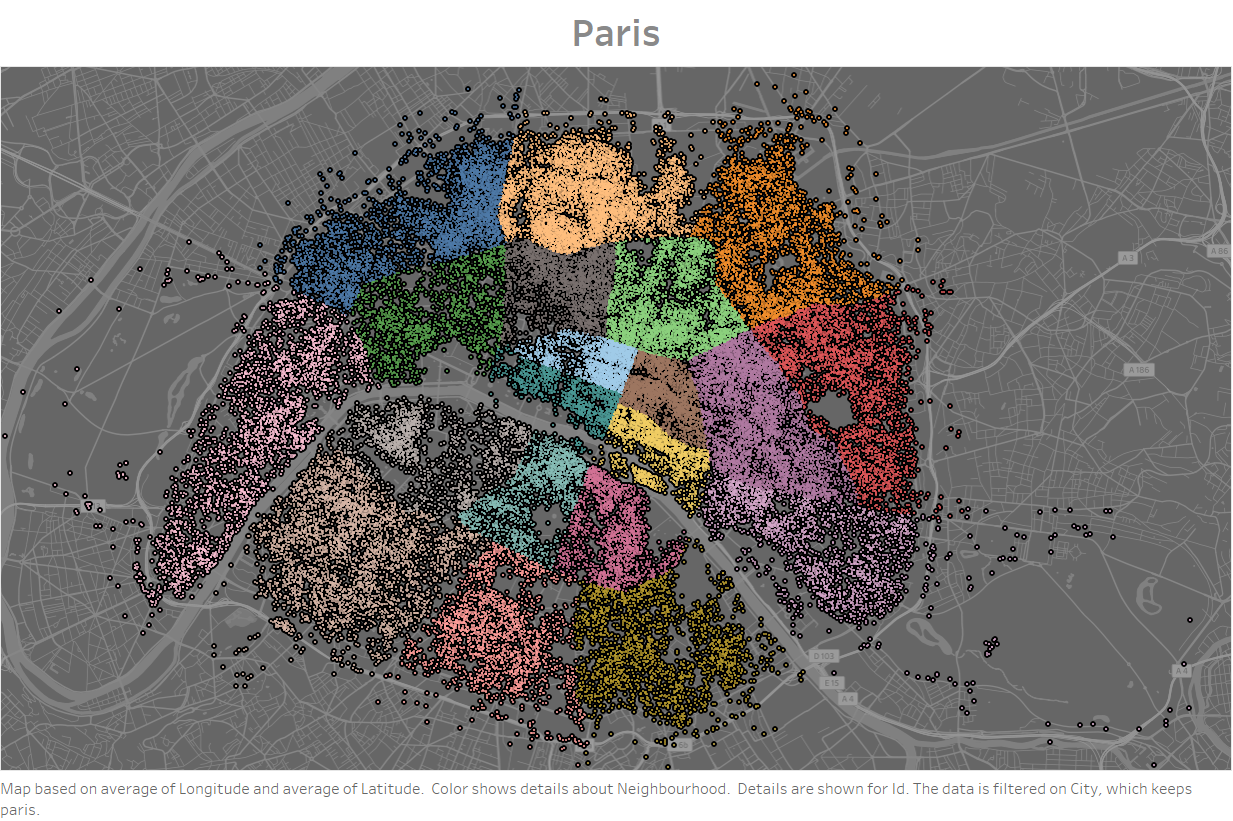 Paris
A 86
A 3
A 186
D 103
E 15
A 4
A 4
Map based on average of Longitude and average of Latitude.  Color shows details about Neighbourhood.  Details are shown for Id. The data is filtered on City, which keeps
paris.